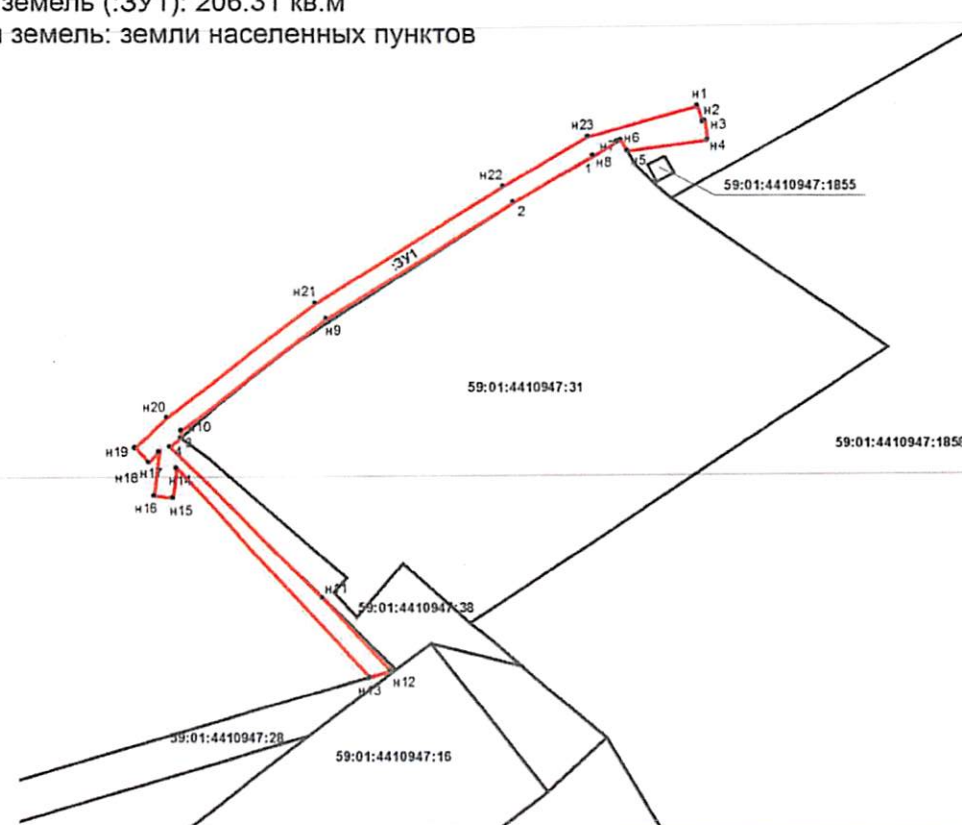 земель (:ЗУ1): 206.31 кв.м
земель: земли населенных пунктов
н1
н2
н3
н4
н23
н6
н7
н5
1
н8
59:01:4410947:1855
н22
2
:ЗУ1
н21
н9
59:01:4410947:31
н20
н10
3
59:01:4410947:1858
н19
4
н18
н17
н14
н16
н15
н11
59:01:4410947:38
н12
н13
59:01:4410947:28
59:01:4410947:16